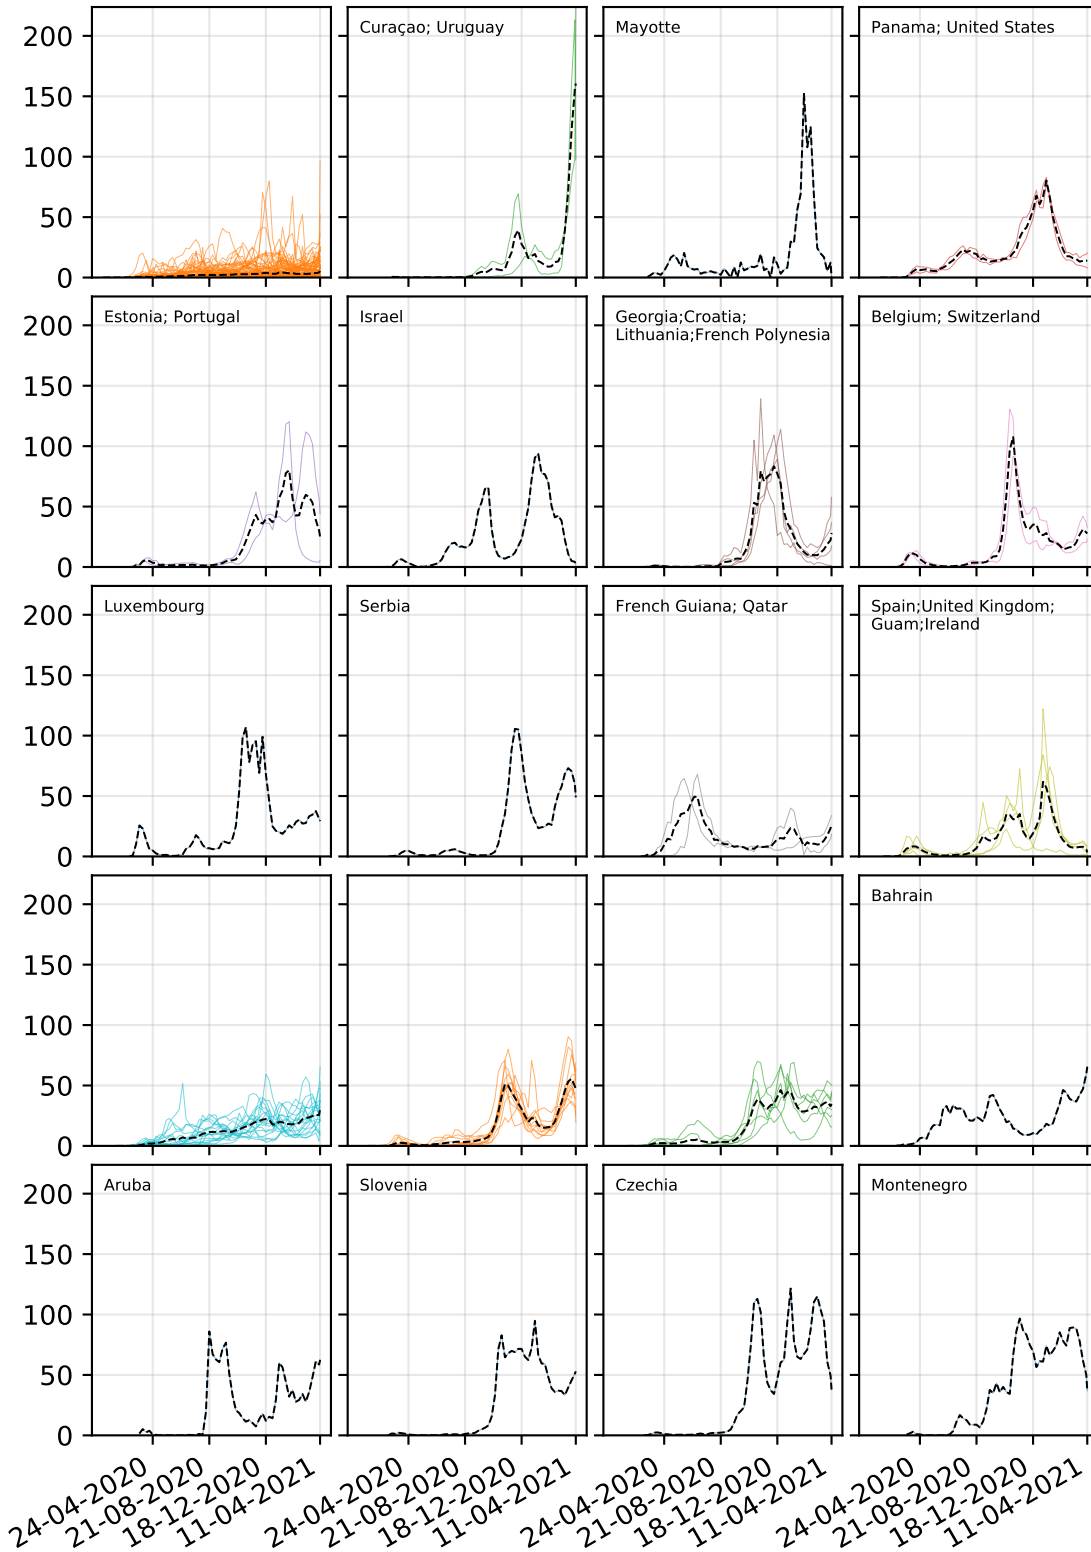 200
150
100
50
0
Curaçao; Uruguay
Mayotte
Panama; United States
200
150
100
50
0
Estonia; Portugal
Israel
Georgia;Croatia;
Lithuania;French Polynesia
Belgium; Switzerland
200
150
100
50
0
Luxembourg
Serbia
French Guiana; Qatar
Spain;United Kingdom;
Guam;Ireland
200
150
100
50
0
Bahrain
200
150
100
50
0
Aruba
Slovenia
Czechia
Montenegro
24-04-2020
21-08-2020
18-12-2020
11-04-2021
24-04-2020
21-08-2020
18-12-2020
11-04-2021
24-04-2020
21-08-2020
18-12-2020
11-04-2021
24-04-2020
21-08-2020
18-12-2020
11-04-2021